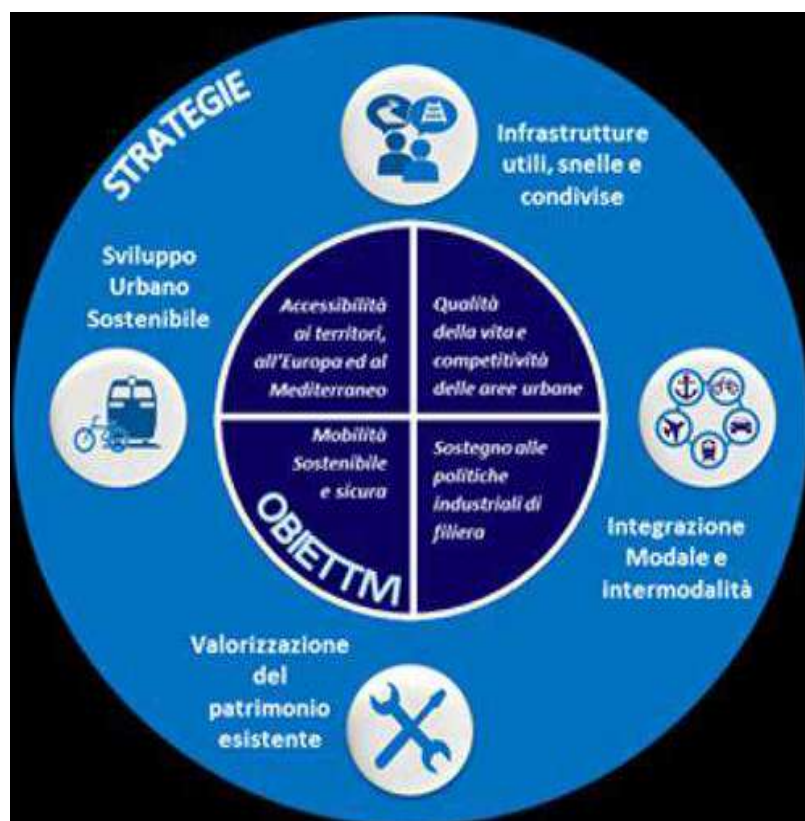 STRATEGIE
Infrastrutture
utili, snelle e
condivise
Sviluppo
Urbano
Sostenibile
Accessibilità
ai territori,
all'Europa ed al
Mediterraneo
Qualità
della vita e
competitività
delle aree urbane
Mobilità
Sostenibile
e sicura
Sostegno alle
politiche
industriali di
filiera
OBIETTIVI
Integrazione
Modale e
intermodalità
Valorizzazione
del
patrimonio
esistente